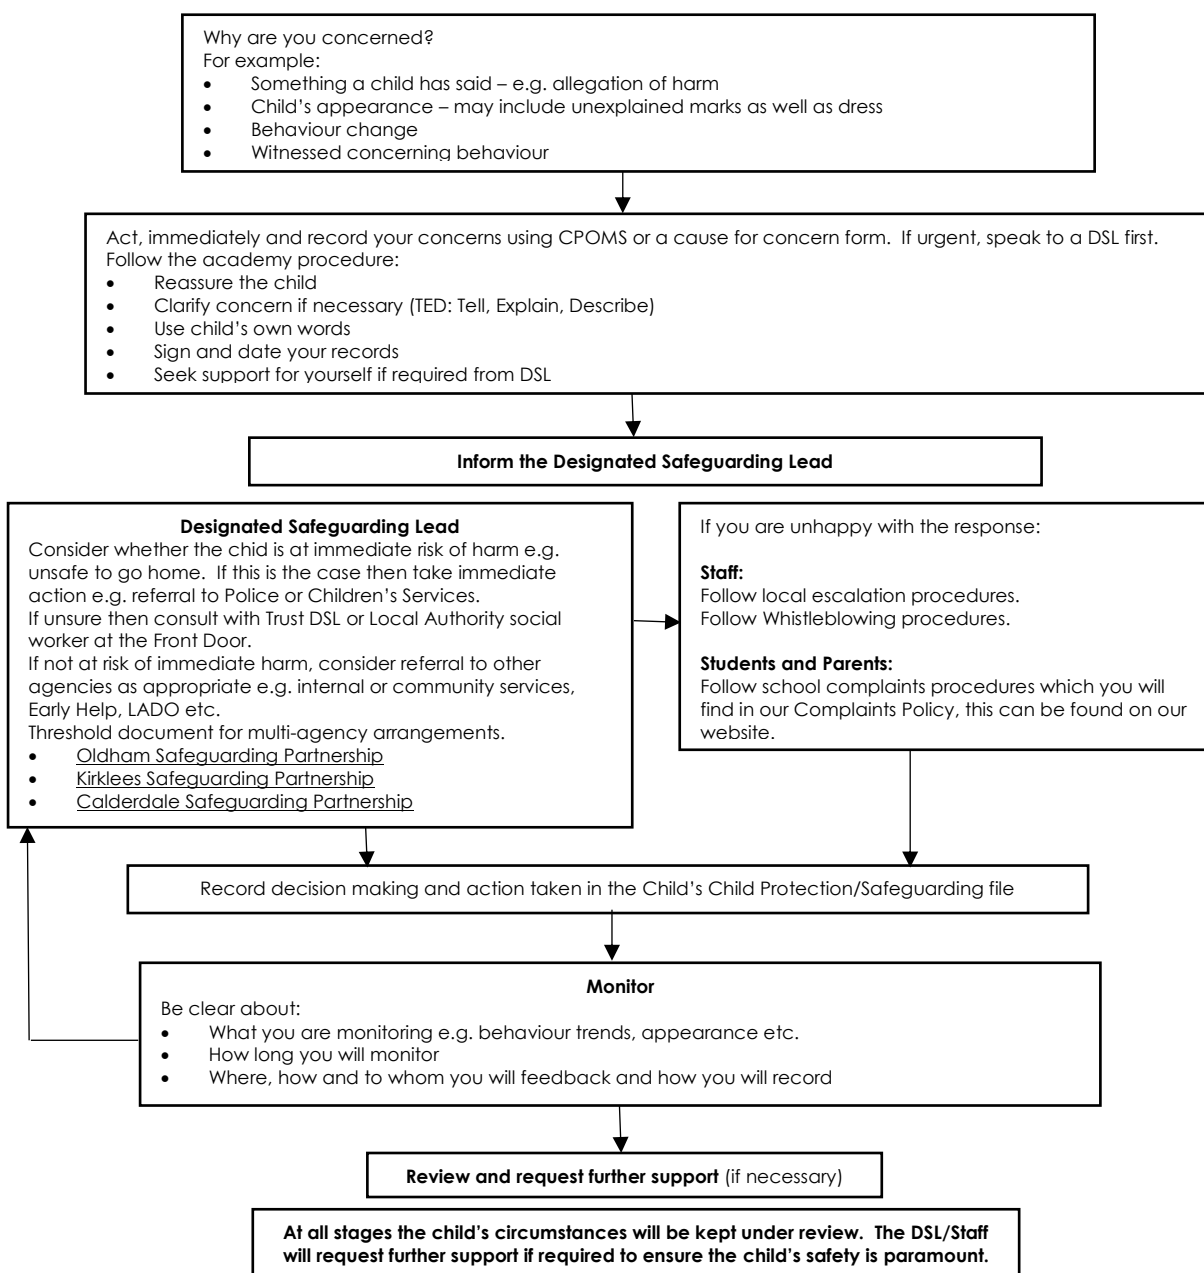 Why are you concerned?
For example:
• Something a child has said – e.g. allegation of harm
• Child's appearance – may include unexplained marks as well as dress
• Behaviour change
• Witnessed concerning behaviour
Act, immediately and record your concerns using CPOMS or a cause for concern form.  If urgent, speak to a DSL first.
Follow the academy procedure:
• Reassure the child
• Clarify concern if necessary (TED: Tell, Explain, Describe)
• Use child's own words
• Sign and date your records
• Seek support for yourself if required from DSL
Inform the Designated Safeguarding Lead
Designated Safeguarding Lead
Consider whether the chid is at immediate risk of harm e.g.
unsafe to go home.  If this is the case then take immediate
action e.g. referral to Police or Children's Services.
If unsure then consult with Trust DSL or Local Authority social
worker at the Front Door.
If not at risk of immediate harm, consider referral to other
agencies as appropriate e.g. internal or community services,
Early Help, LADO etc.
Threshold document for multi-agency arrangements.
• Oldham Safeguarding Partnership
• Kirklees Safeguarding Partnership
• Calderdale Safeguarding Partnership
If you are unhappy with the response:
Staff:
Follow local escalation procedures.
Follow Whistleblowing procedures.
Students and Parents:
Follow school complaints procedures which you will
find in our Complaints Policy, this can be found on our
website.
Record decision making and action taken in the Child's Child Protection/Safeguarding file
Monitor
Be clear about:
• What you are monitoring e.g. behaviour trends, appearance etc.
• How long you will monitor
• Where, how and to whom you will feedback and how you will record
Review and request further support (if necessary)
At all stages the child's circumstances will be kept under review.  The DSL/Staff
will request further support if required to ensure the child's safety is paramount.